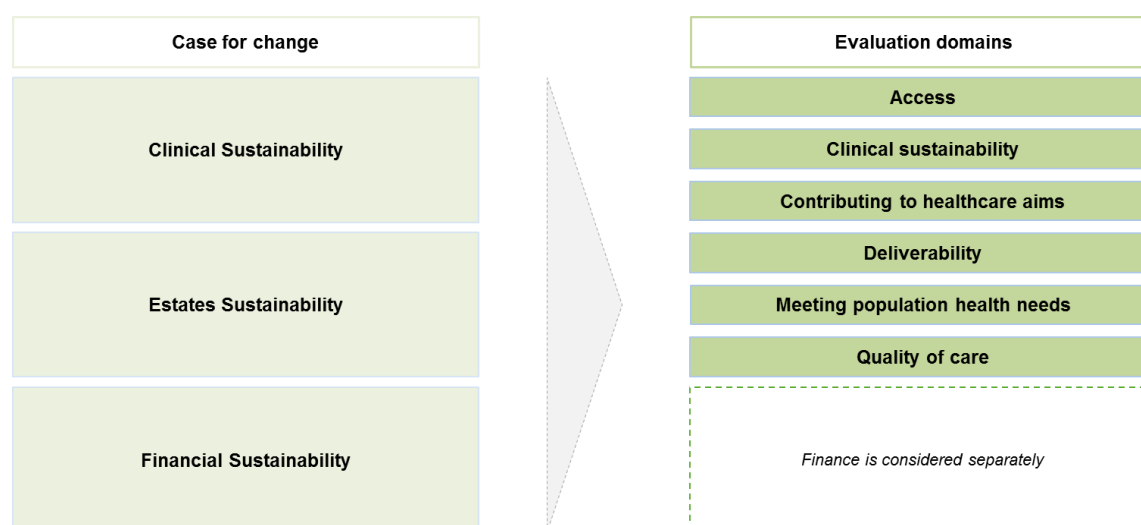 Case for change
Clinical Sustainability
Estates Sustainability
Financial Sustainability
Evaluation domains
Access
Clinical sustainability
Contributing to healthcare aims
Deliverability
Meeting population health needs
Quality of care
Finance is considered separately